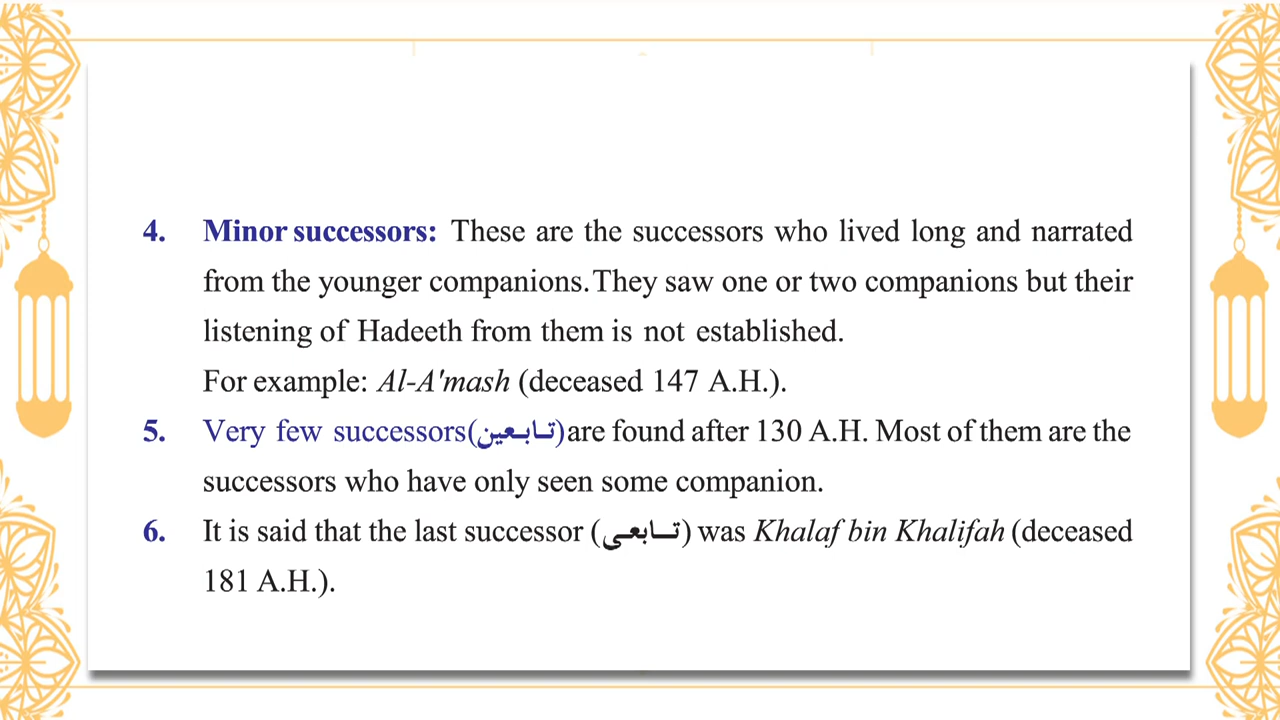 4. Minor successors: These are the successors who lived long and narrated
from the younger companions. They saw one or two companions but their
listening of Hadeeth from them is not established.
For example: Al-A'mash (deceased 147 A.H.).
5. Very few successors(تابعين)are found after 130 A.H. Most of them are the
successors who have only seen some companion.
6. It is said that the last successor (تابعی) was Khalaf bin Khalifah (deceased
181 A.H.).